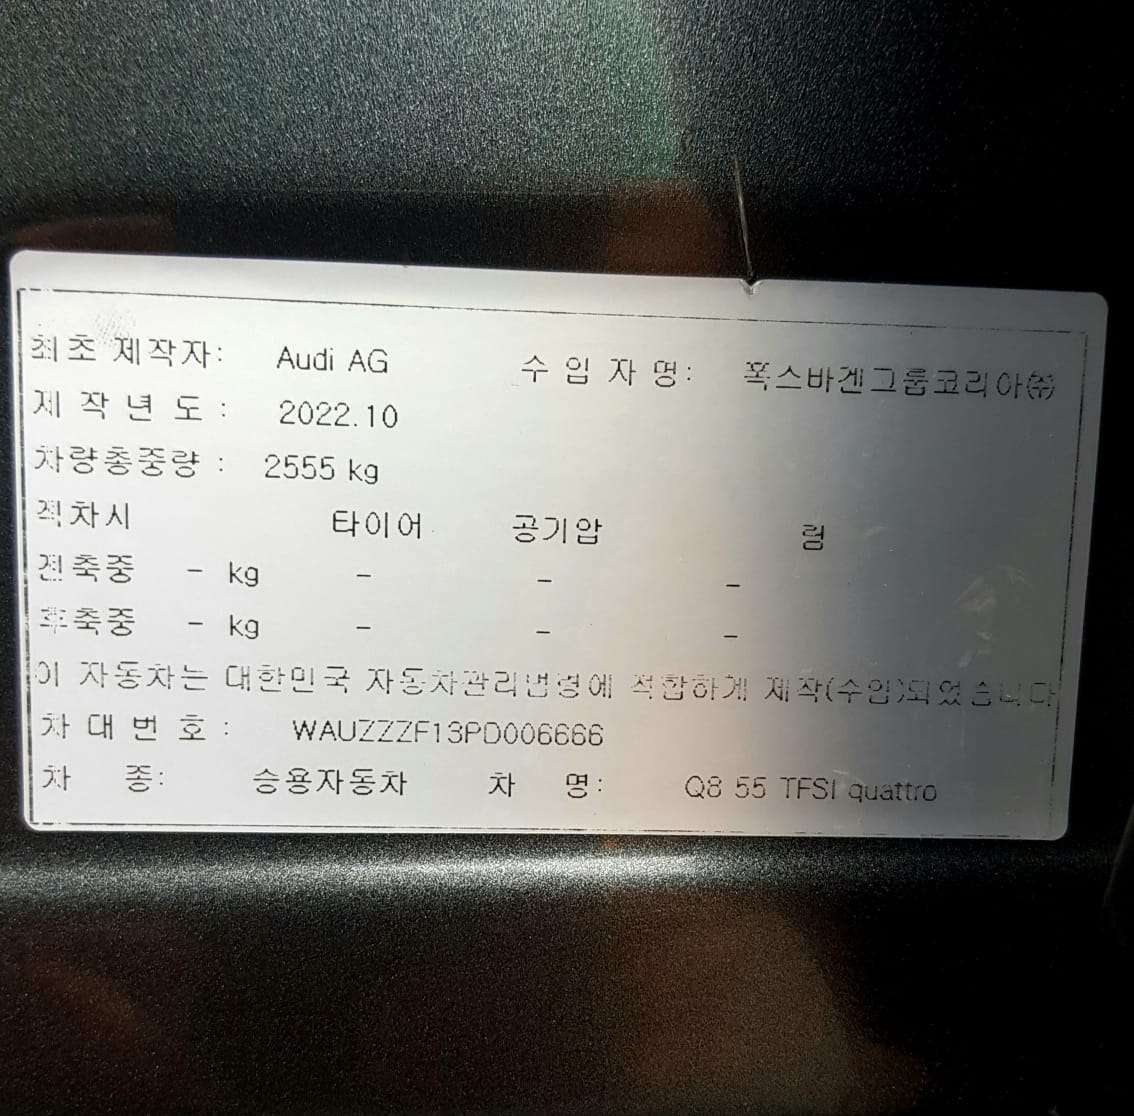 최초 제작자: Audi AG 수 입 자 명: 폭스바겐그룹코리아㈜
제 작 년 도 : 2022.10
차량총중량 : 2555 kg
적차시 타이어 공기압 림
전축중 - kg - - -
후축중 - kg - - -
이 자동차는 대한민국 자동차관리법령에 적합하게 제작(수입)되었습니다
차 대 번 호 : WAUZZZF13PD006666
차 종: 승용자동차 차 명: Q8 55 TFSI quattro